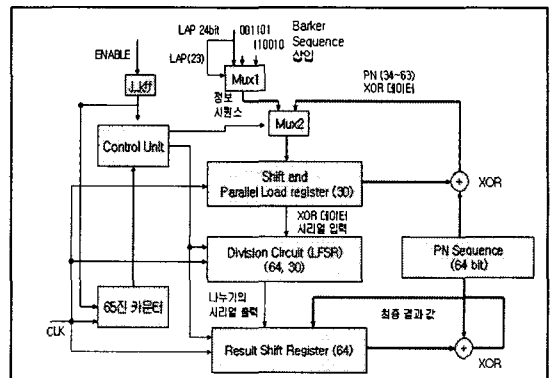 LAP 24bit
001101
110010
Barker
Sequence
삽입
ENABLE
LAP(23)
Mux1
J_Kff
정보
시퀀스
PN (34~63)
XOR 데이터
Mux2
Control Unit
Shift and
Parallel Load register (30)
XOR
XOR 데이터
시리얼 입력
Division Circuit (LFSR)
(64, 30)
PN Sequence
(64 bit)
65진 카운터
나누기의
시리얼 출력
최종 결과 값
CLK
Result Shift Register (64)
XOR